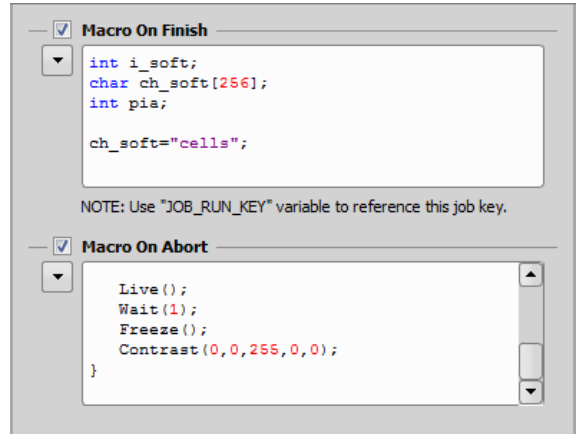 Macro On Finish
int i_soft;
char ch_soft[256];
int pia;
ch_soft="cells";
NOTE: Use "JOB_RUN_KEY" variable to reference this job key.
Macro On Abort
Live();
Wait(1);
Freeze();
Contrast(0,0,255,0,0);
}